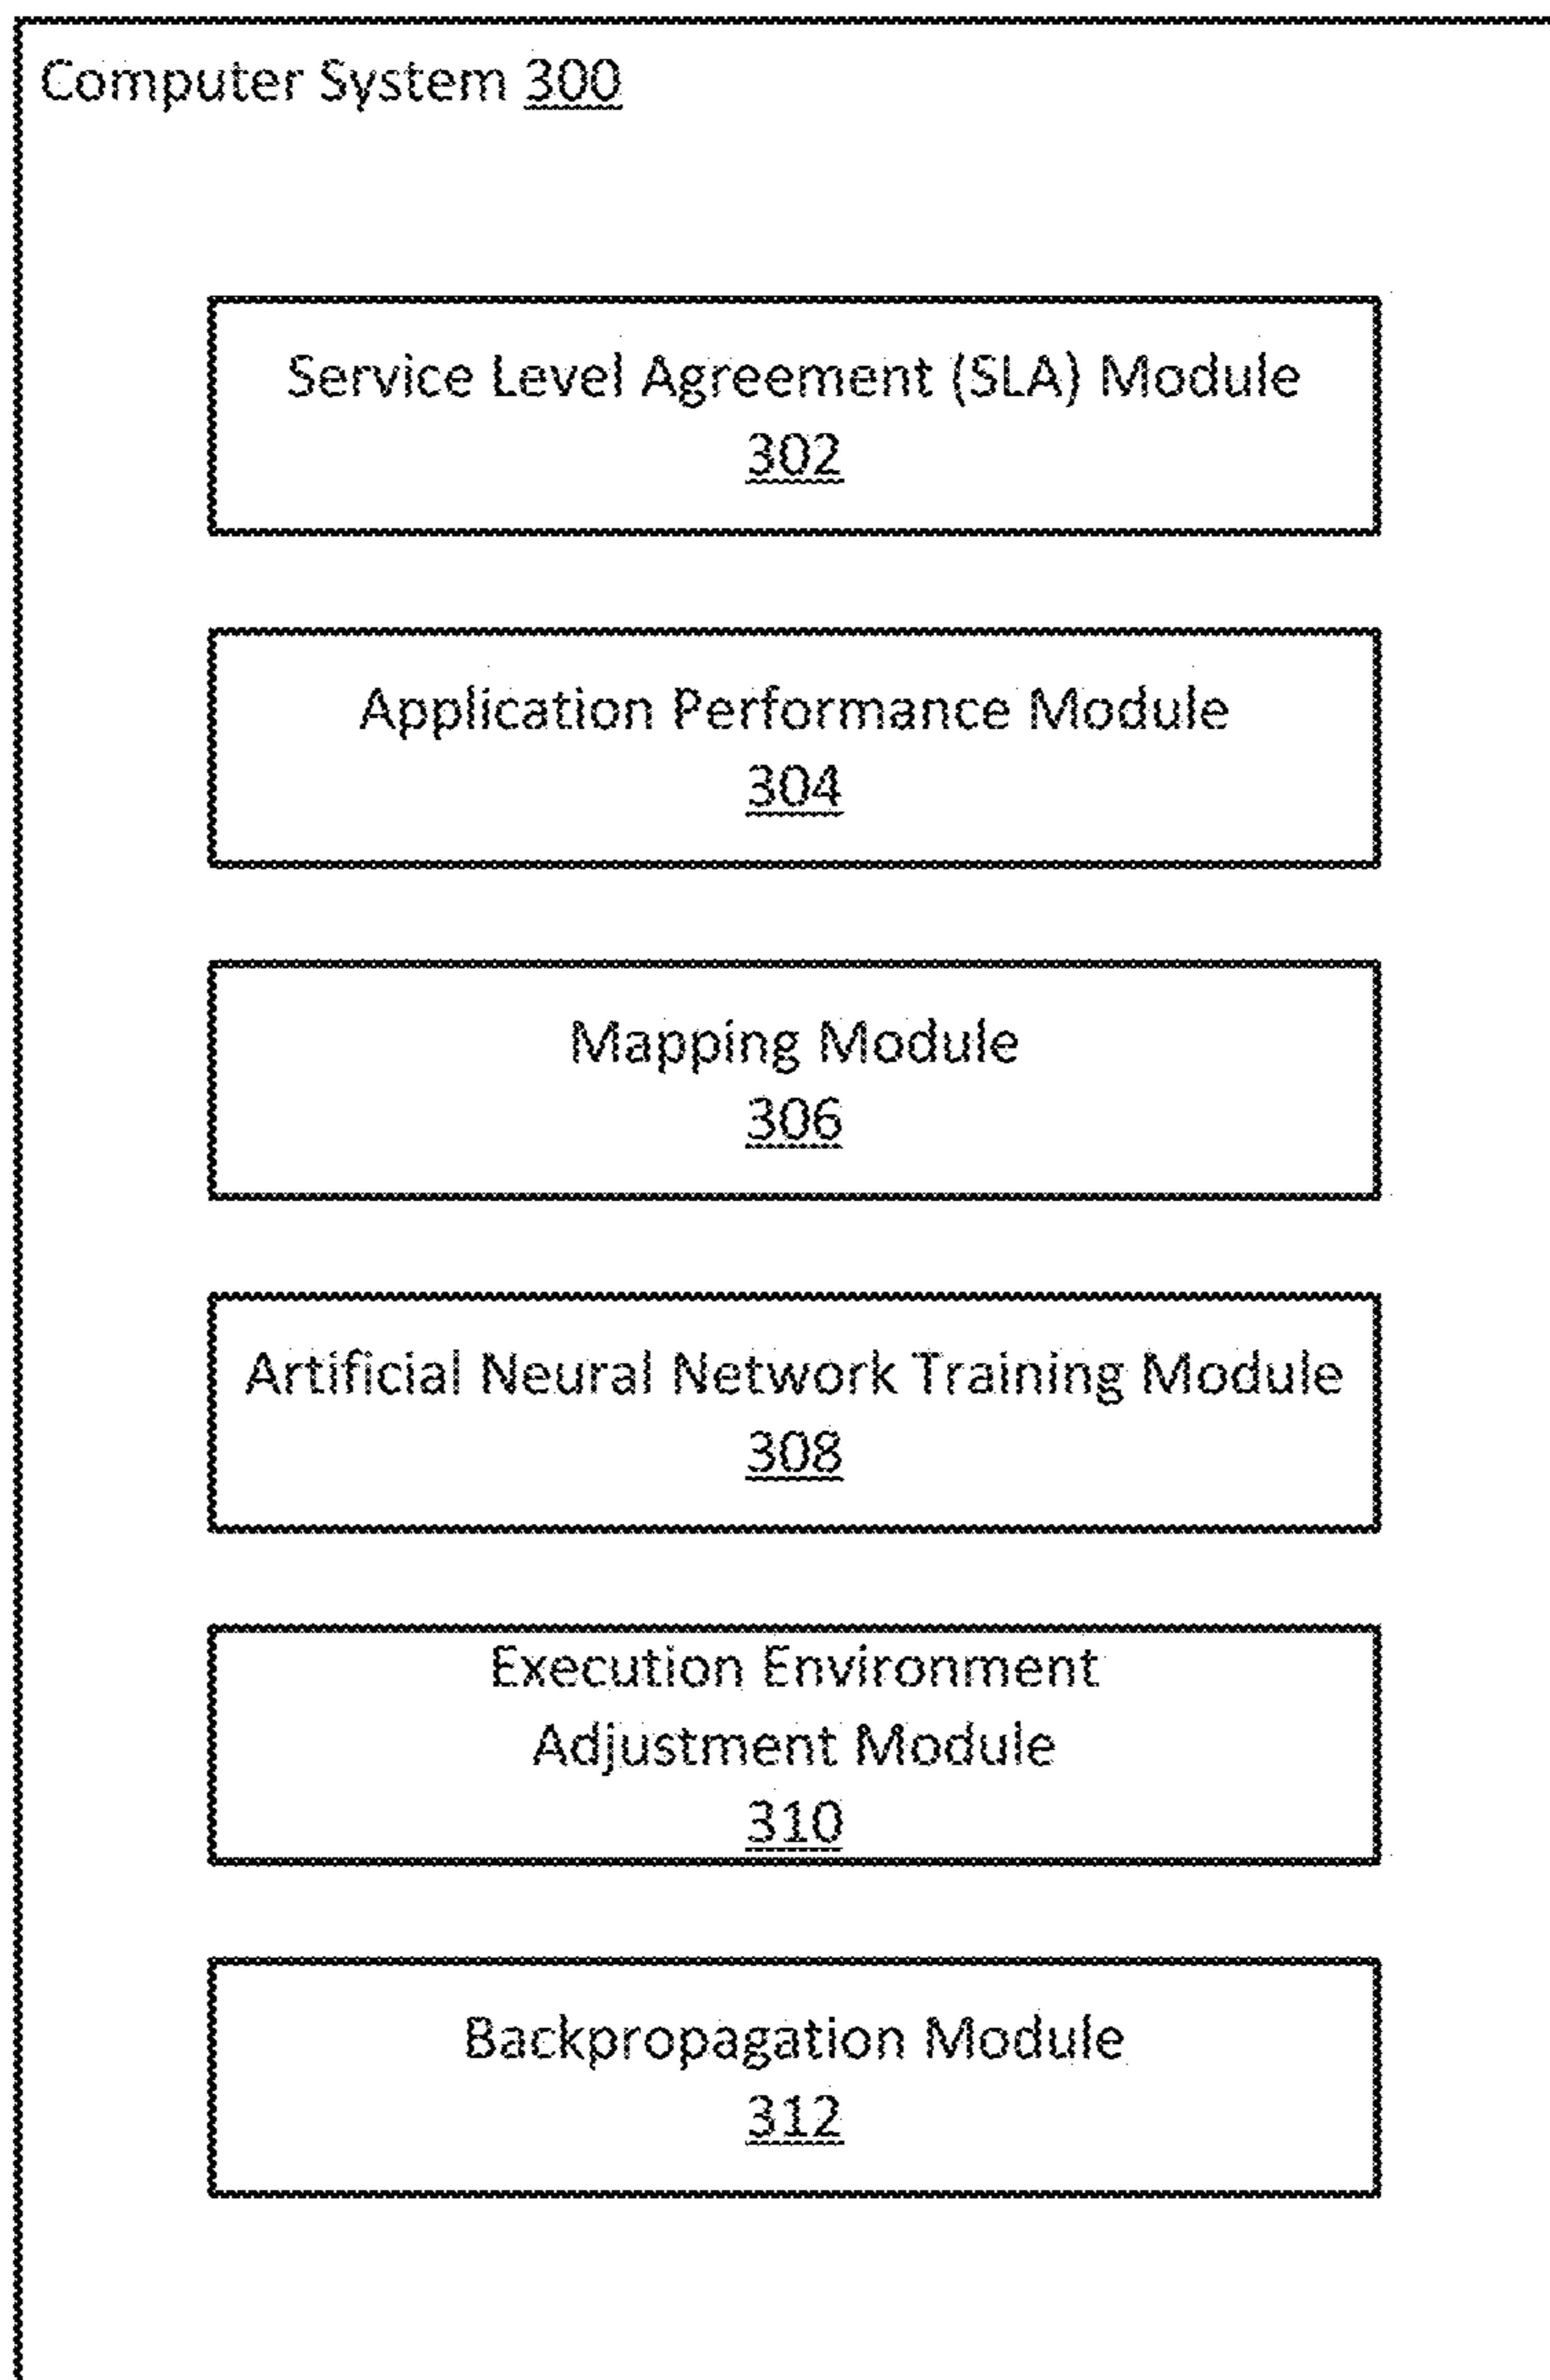 Computer System 300
Service Level Agreement (SLA) Module
302
Application Performance Module
304
Mapping Module
306
Artificial Neural Network Training Module
308
Execution Environment
Adjustment Module
310
Backpropagation Module
312